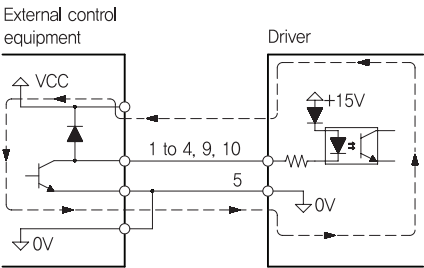 External control
equipment
Driver
VCC
+15V
1 to 4, 9, 10
5
0V
0V